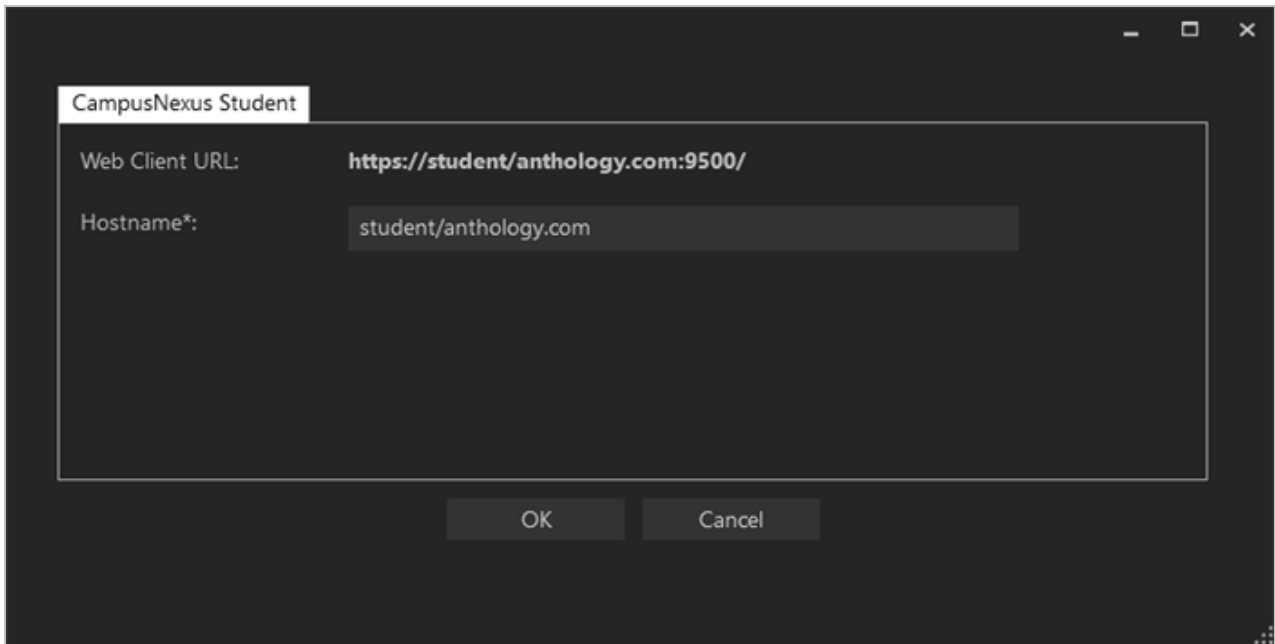 CampusNexus Student
Web Client URL: https://student/anthology.com:9500/
Hostname*: student/anthology.com
OK Cancel